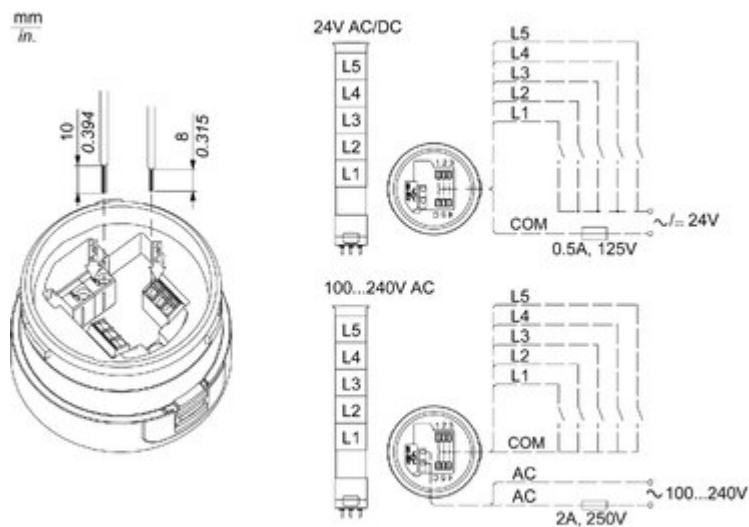 mm
in.
10
0.394
8
0.315
24V AC/DC
L5
L4
L3
L2
L1
L5
L4
L3
L2
L1
COM
0.5A, 125V
~/⎓ 24V
100...240V AC
L5
L4
L3
L2
L1
L5
L4
L3
L2
L1
COM
AC
AC
2A, 250V
~ 100...240V